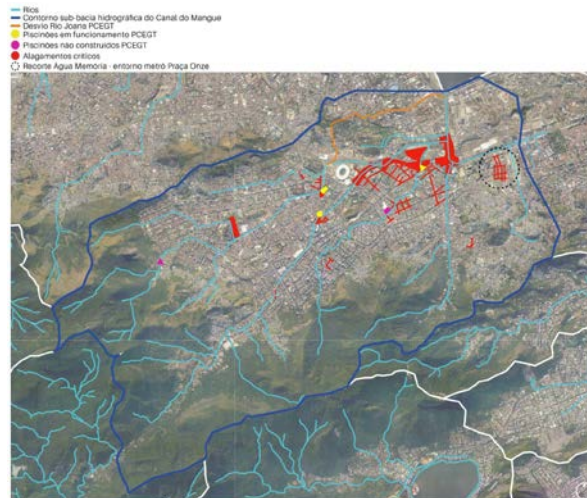 Rios
Contorno sub-bacia hidrográfica do Canal do Mangue
Desvio Rio Joana PCEGT
Piscinões em funcionamento PCEGT
Piscinões não construídos PCEGT
Alagamentos críticos
Recorte Água Memória - entorno metrô Praça Onze